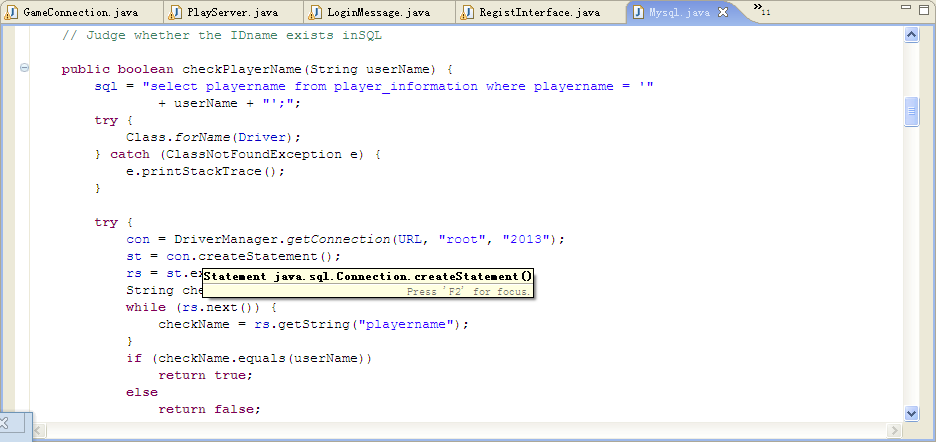 GameConnection.java PlayServer.java LoginMessage.java RegistInterface.java Mysql.java »11
// Judge whether the IDname exists inSQL
public boolean checkPlayerName(String userName) {
sql = "select playername from player_information where playername = '"
+ userName + "';";
try {
Class.forName(Driver);
} catch (ClassNotFoundException e) {
e.printStackTrace();
}
try {
con = DriverManager.getConnection(URL, "root", "2013");
st = con.createStatement();
rs = st.ex
Statement java.sql.Connection.createStatement()
String che
Press 'F2' for focus.
while (rs.next()) {
checkName = rs.getString("playername");
}
if (checkName.equals(userName))
return true;
else
return false;